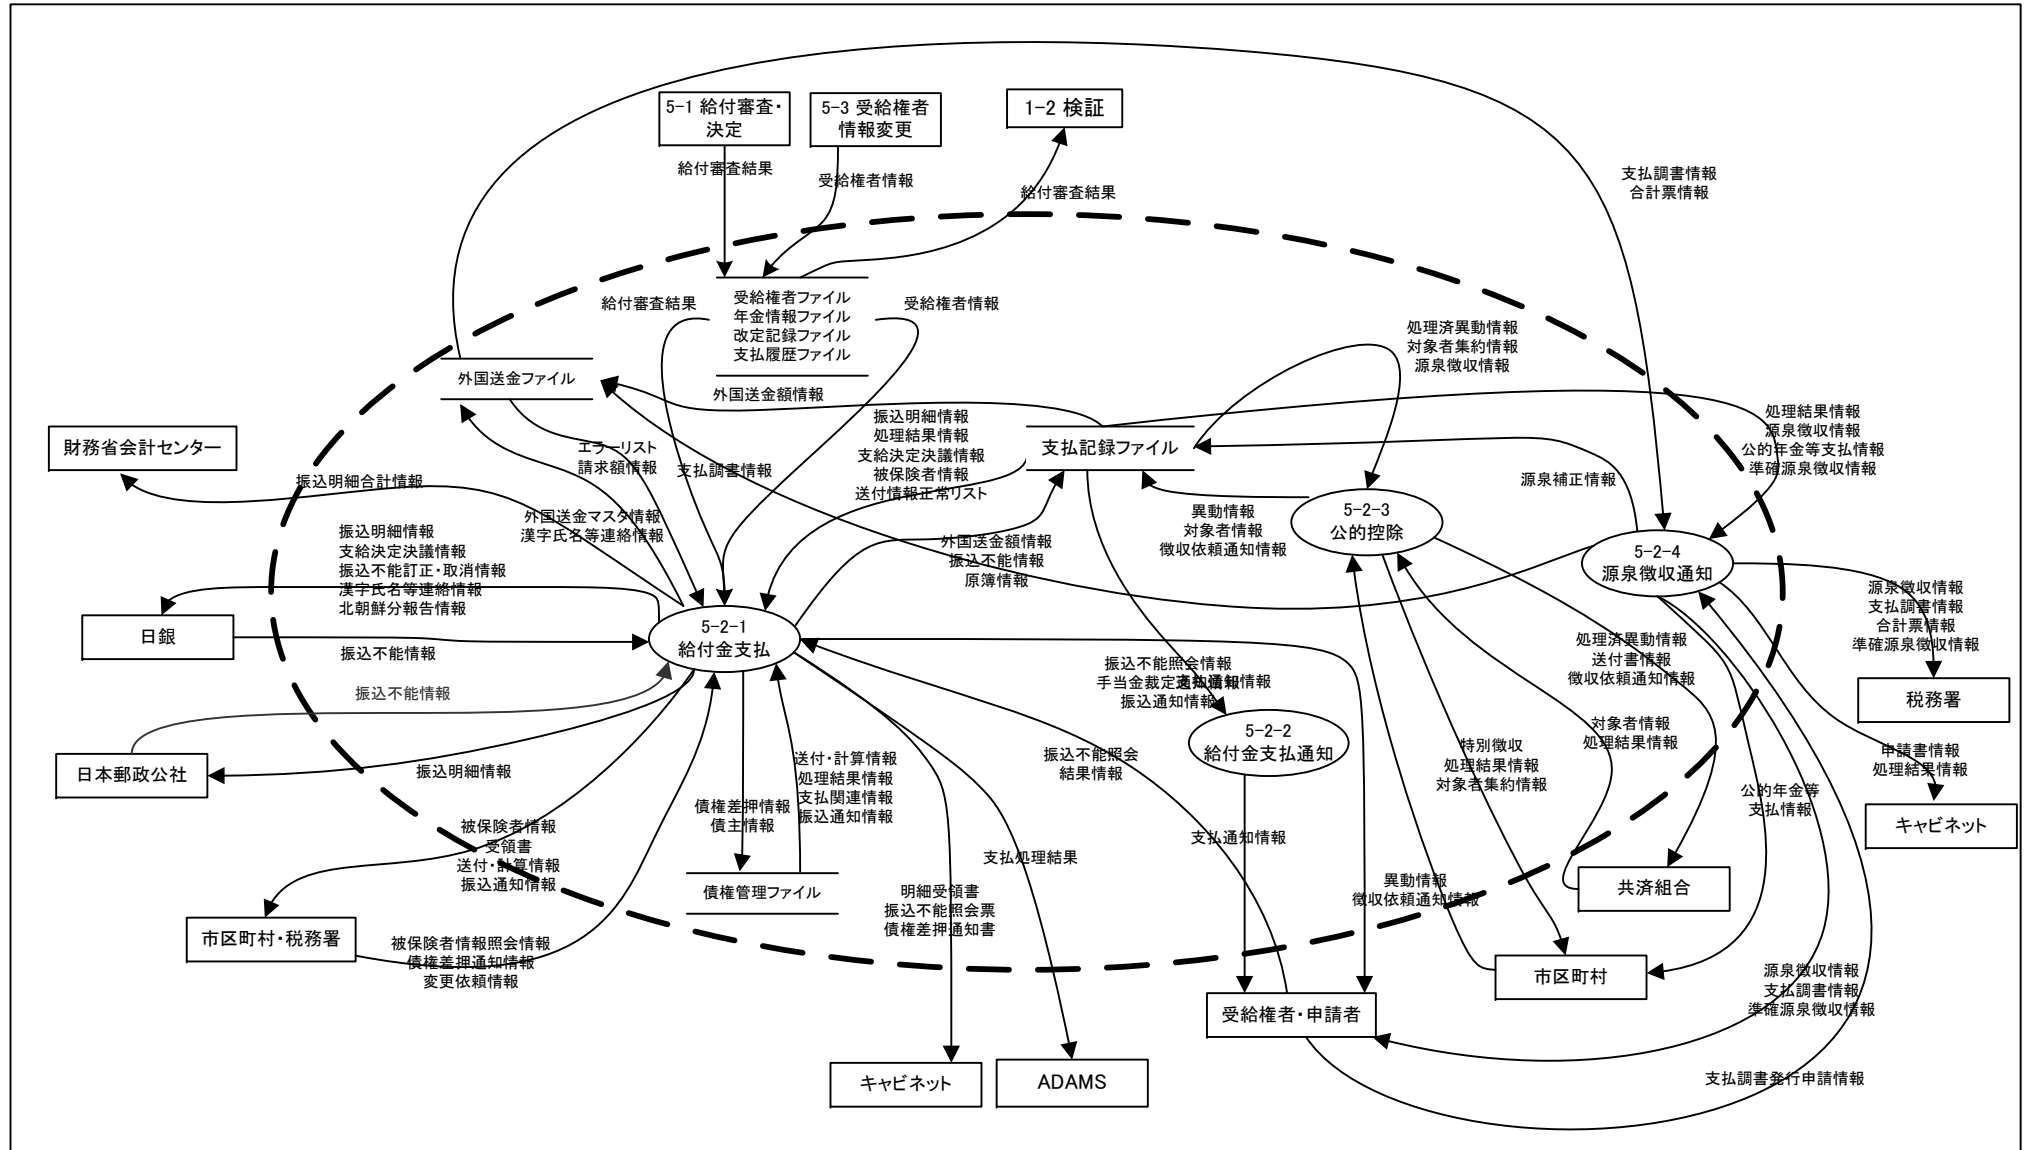 5-1 給付審査・
決定
5-3 受給権者
情報変更
1-2 検証
給付審査結果
受給権者情報
給付審査結果
支払調書情報
合計票情報
給付審査結果
受給権者ファイル
年金情報ファイル
改定記録ファイル
支払履歴ファイル
受給権者情報
処理済異動情報
対象者集約情報
源泉徴収情報
外国送金ファイル
外国送金額情報
財務省会計センター
振込明細合計情報
エラーリスト
請求額情報
支払調書情報
振込明細情報
処理結果情報
支給決定決議情報
被保険者情報
送付情報正常リスト
支払記録ファイル
処理結果情報
源泉徴収情報
公的年金等支払情報
準確源泉徴収情報
源泉補正情報
外国送金マスタ情報
漢字氏名等連絡情報
振込明細情報
支給決定決議情報
振込不能訂正・取消情報
漢字氏名等連絡情報
北朝鮮分報告情報
外国送金額情報
振込不能情報
原簿情報
異動情報
対象者情報
徴収依頼通知情報
5-2-3
公的控除
5-2-4
源泉徴収通知
源泉徴収情報
支払調書情報
合計票情報
準確源泉徴収情報
日銀
振込不能情報
5-2-1
給付金支払
振込不能情報
日本郵政公社
振込明細情報
振込不能照会情報
手当金裁定通知情報
振込通知情報
支払通知情報
5-2-2
給付金支払通知
処理済異動情報
送付書情報
徴収依頼通知情報
税務署
対象者情報
処理結果情報
特別徴収
処理結果情報
対象者集約情報
申請書情報
処理結果情報
キャビネット
公的年金等
支払情報
振込不能照会
結果情報
送付・計算情報
処理結果情報
支払関連情報
振込通知情報
債権差押情報
債主情報
支払通知情報
被保険者情報
受領書
送付・計算情報
振込通知情報
支払処理結果
債権管理ファイル
明細受領書
振込不能照会票
債権差押通知書
異動情報
徴収依頼通知情報
共済組合
市区町村・税務署
被保険者情報照会情報
債権差押通知情報
変更依頼情報
市区町村
源泉徴収情報
支払調書情報
準確源泉徴収情報
受給権者・申請者
キャビネット
ADAMS
支払調書発行申請情報